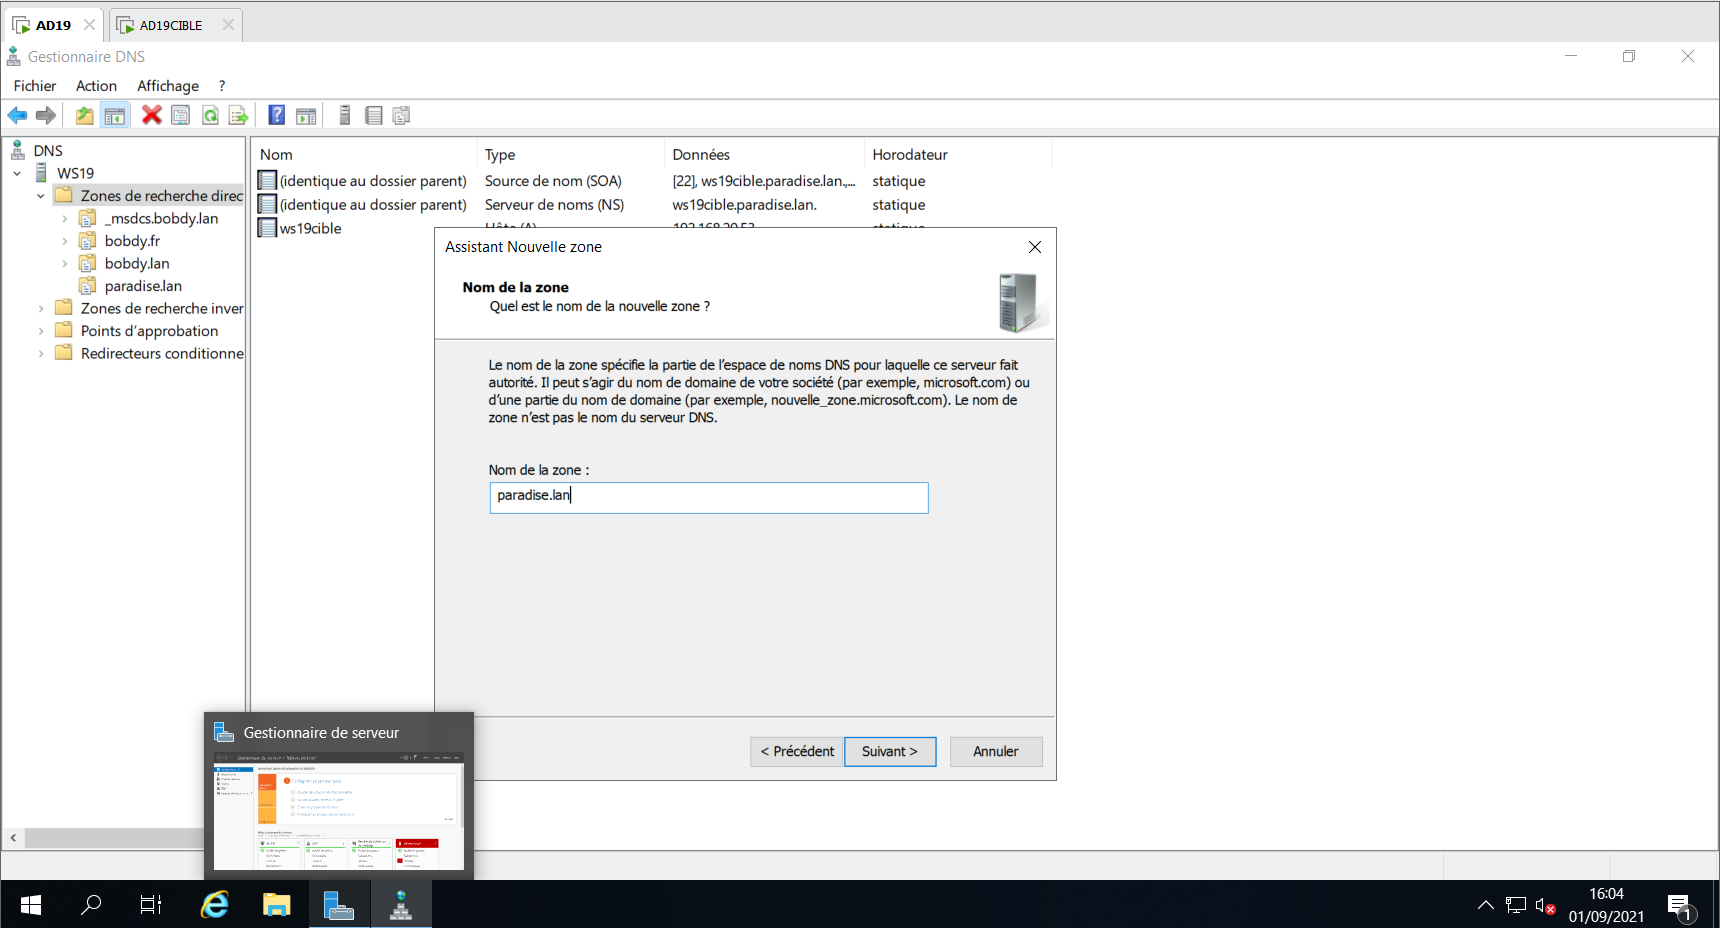 AD19
AD19CIBLE
Gestionnaire DNS
Fichier Action Affichage ?
DNS
WS19
Zones de recherche direc
_msdcs.bobdy.lan
bobdy.fr
bobdy.lan
paradise.lan
Zones de recherche inver
Points d'approbation
Redirecteurs conditionne
Nom Type Données Horodateur
(identique au dossier parent) Source de nom (SOA) [22], ws19cible.paradise.lan.,... statique
(identique au dossier parent) Serveur de noms (NS) ws19cible.paradise.lan. statique
ws19cible Hôte (A) 192.168.20.53 statique
Assistant Nouvelle zone
Nom de la zone
Quel est le nom de la nouvelle zone ?
Le nom de la zone spécifie la partie de l'espace de noms DNS pour laquelle ce serveur fait
autorité. Il peut s'agir du nom de domaine de votre société (par exemple, microsoft.com) ou
d'une partie du nom de domaine (par exemple, nouvelle_zone.microsoft.com). Le nom de
zone n'est pas le nom du serveur DNS.
Nom de la zone :
paradise.lan
< Précédent Suivant > Annuler
Gestionnaire de serveur
16:04
01/09/2021
1